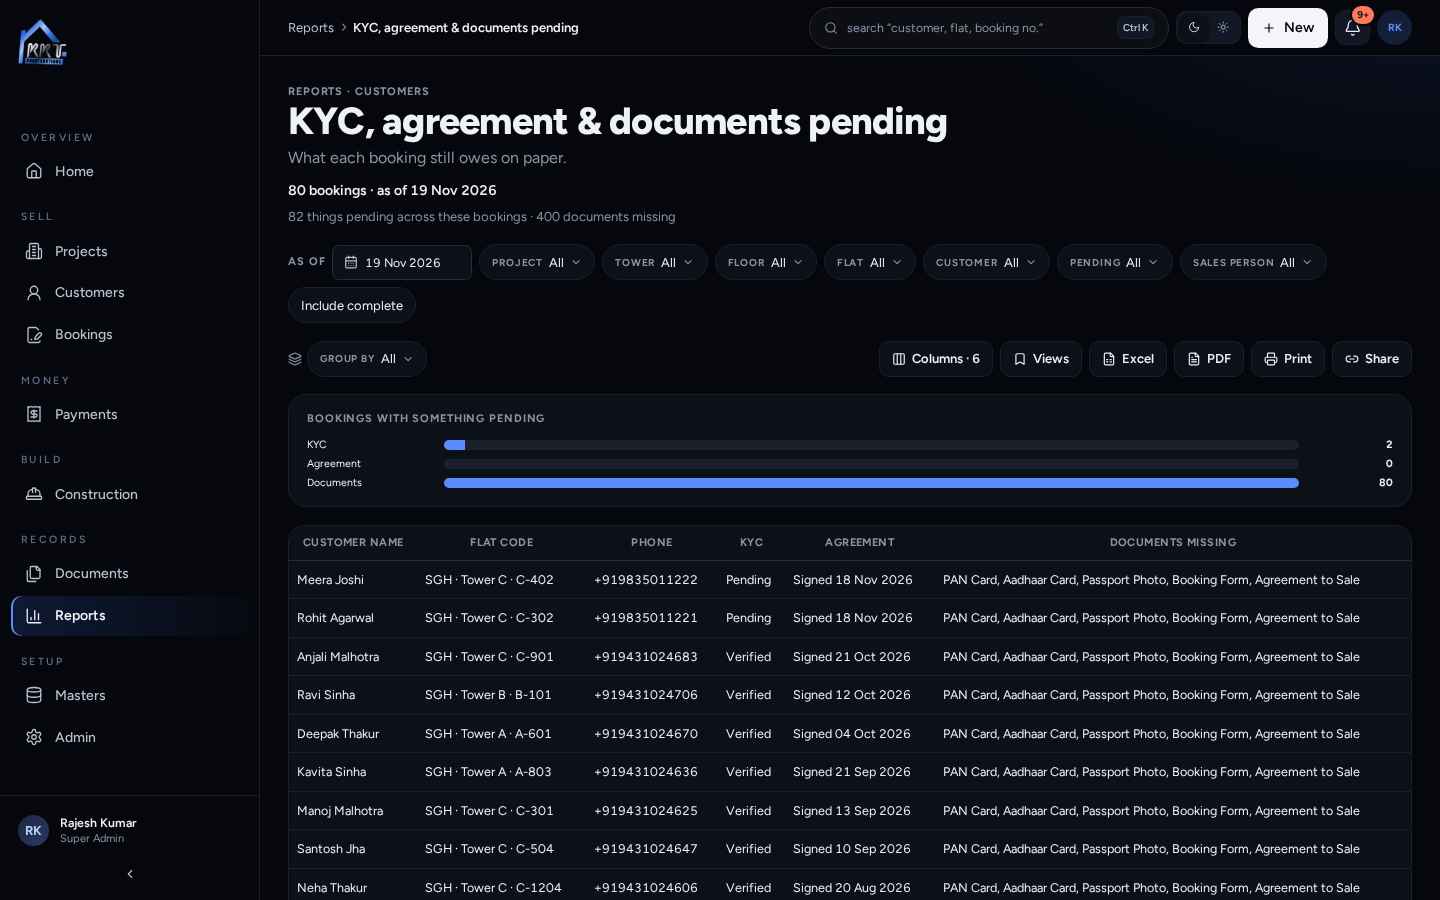 Reports > KYC, agreement & documents pending
search “customer, flat, booking no.”
Ctrl K
New
9+
RK
OVERVIEW
Home
SELL
Projects
Customers
Bookings
MONEY
Payments
BUILD
Construction
RECORDS
Documents
Reports
SETUP
Masters
Admin
RK
Rajesh Kumar
Super Admin
REPORTS · CUSTOMERS
KYC, agreement & documents pending
What each booking still owes on paper.
80 bookings · as of 19 Nov 2026
82 things pending across these bookings · 400 documents missing
AS OF 19 Nov 2026 PROJECT All TOWER All FLOOR All FLAT All CUSTOMER All PENDING All SALES PERSON All
Include complete
GROUP BY All
Columns · 6 Views Excel PDF Print Share
BOOKINGS WITH SOMETHING PENDING
KYC 2
Agreement 0
Documents 80
CUSTOMER NAME FLAT CODE PHONE KYC AGREEMENT DOCUMENTS MISSING
Meera Joshi SGH · Tower C · C-402 +919835011222 Pending Signed 18 Nov 2026 PAN Card, Aadhaar Card, Passport Photo, Booking Form, Agreement to Sale
Rohit Agarwal SGH · Tower C · C-302 +919835011221 Pending Signed 18 Nov 2026 PAN Card, Aadhaar Card, Passport Photo, Booking Form, Agreement to Sale
Anjali Malhotra SGH · Tower C · C-901 +919431024683 Verified Signed 21 Oct 2026 PAN Card, Aadhaar Card, Passport Photo, Booking Form, Agreement to Sale
Ravi Sinha SGH · Tower B · B-101 +919431024706 Verified Signed 12 Oct 2026 PAN Card, Aadhaar Card, Passport Photo, Booking Form, Agreement to Sale
Deepak Thakur SGH · Tower A · A-601 +919431024670 Verified Signed 04 Oct 2026 PAN Card, Aadhaar Card, Passport Photo, Booking Form, Agreement to Sale
Kavita Sinha SGH · Tower A · A-803 +919431024636 Verified Signed 21 Sep 2026 PAN Card, Aadhaar Card, Passport Photo, Booking Form, Agreement to Sale
Manoj Malhotra SGH · Tower C · C-301 +919431024625 Verified Signed 13 Sep 2026 PAN Card, Aadhaar Card, Passport Photo, Booking Form, Agreement to Sale
Santosh Jha SGH · Tower C · C-504 +919431024647 Verified Signed 10 Sep 2026 PAN Card, Aadhaar Card, Passport Photo, Booking Form, Agreement to Sale
Neha Thakur SGH · Tower C · C-1204 +919431024606 Verified Signed 20 Aug 2026 PAN Card, Aadhaar Card, Passport Photo, Booking Form, Agreement to Sale